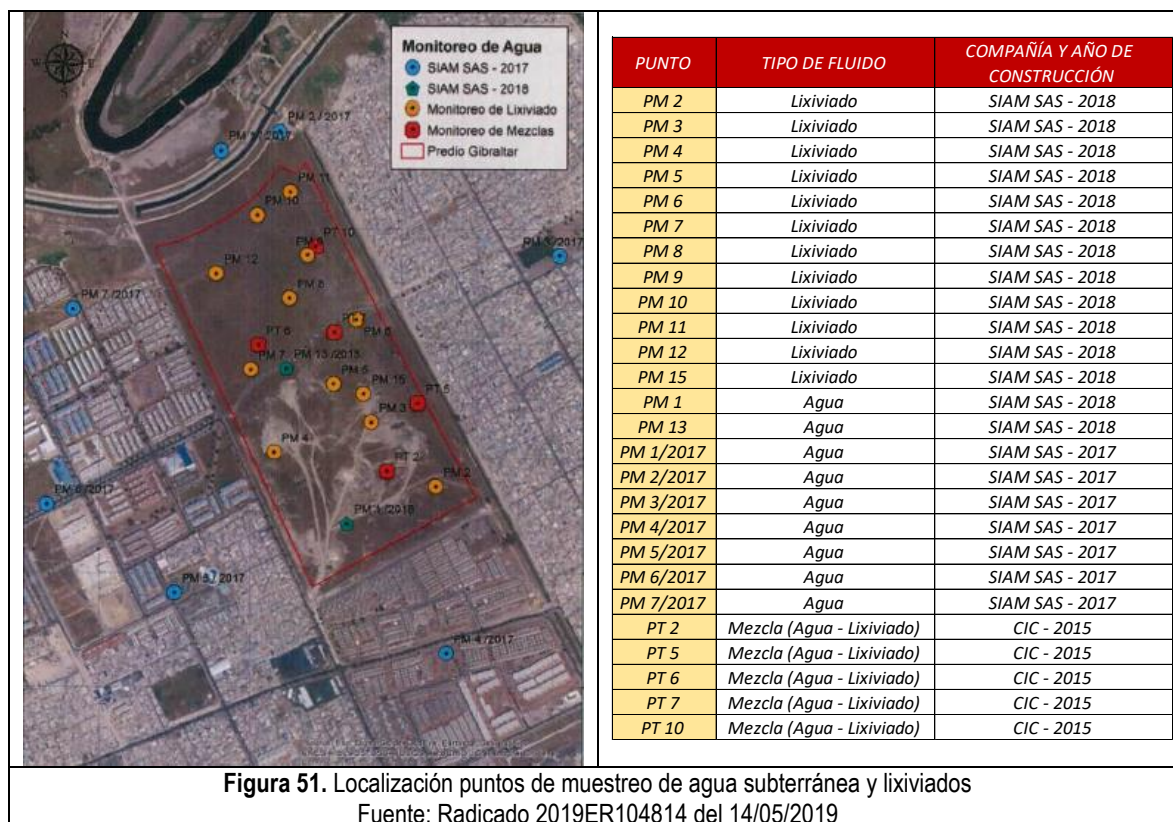 Monitoreo de Agua
SIAM SAS - 2017
SIAM SAS - 2018
Monitoreo de Lixiviado
Monitoreo de Mezclas
Predio Gibraltar
PM 2 / 2017
PM 11
PM 10
PT 10
PM 9
PM 3 /2017
PM 12
PM 8
PM 7 /2017
PT 7
PM 6
PT 6
PM 7
PM 13 /2018
PM 5
PM 15
PT 5
PM 3
PM 4
PT 2
PM 2
PM 6 /2017
PM 1 /2018
PM 5 / 2017
PM 4 /2017
PUNTO TIPO DE FLUIDO COMPAÑÍA Y AÑO DE CONSTRUCCIÓN
PM 2 Lixiviado SIAM SAS - 2018
PM 3 Lixiviado SIAM SAS - 2018
PM 4 Lixiviado SIAM SAS - 2018
PM 5 Lixiviado SIAM SAS - 2018
PM 6 Lixiviado SIAM SAS - 2018
PM 7 Lixiviado SIAM SAS - 2018
PM 8 Lixiviado SIAM SAS - 2018
PM 9 Lixiviado SIAM SAS - 2018
PM 10 Lixiviado SIAM SAS - 2018
PM 11 Lixiviado SIAM SAS - 2018
PM 12 Lixiviado SIAM SAS - 2018
PM 15 Lixiviado SIAM SAS - 2018
PM 1 Agua SIAM SAS - 2018
PM 13 Agua SIAM SAS - 2018
PM 1/2017 Agua SIAM SAS - 2017
PM 2/2017 Agua SIAM SAS - 2017
PM 3/2017 Agua SIAM SAS - 2017
PM 4/2017 Agua SIAM SAS - 2017
PM 5/2017 Agua SIAM SAS - 2017
PM 6/2017 Agua SIAM SAS - 2017
PM 7/2017 Agua SIAM SAS - 2017
PT 2 Mezcla (Agua - Lixiviado) CIC - 2015
PT 5 Mezcla (Agua - Lixiviado) CIC - 2015
PT 6 Mezcla (Agua - Lixiviado) CIC - 2015
PT 7 Mezcla (Agua - Lixiviado) CIC - 2015
PT 10 Mezcla (Agua - Lixiviado) CIC - 2015
Figura 51. Localización puntos de muestreo de agua subterránea y lixiviados
Fuente: Radicado 2019ER104814 del 14/05/2019